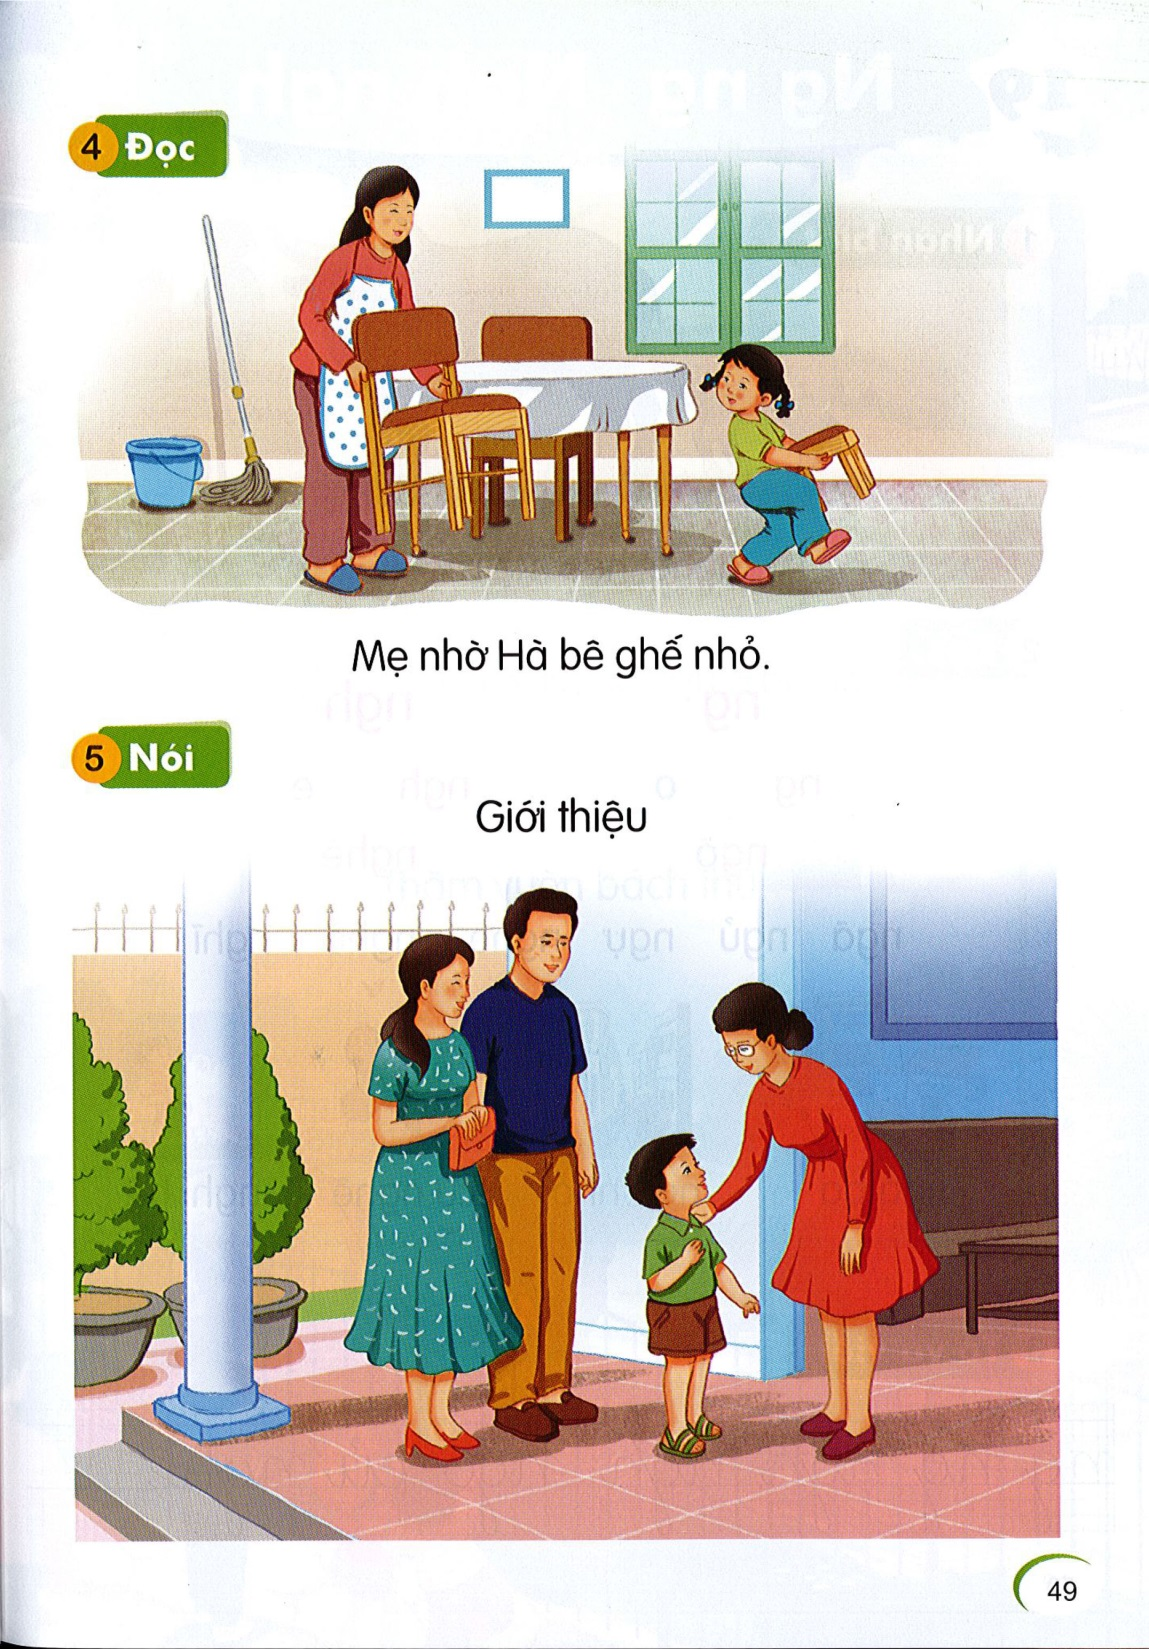 4 Đọc
Mẹ nhờ Hà bê ghế nhỏ.
5 Nói
Giới thiệu
49